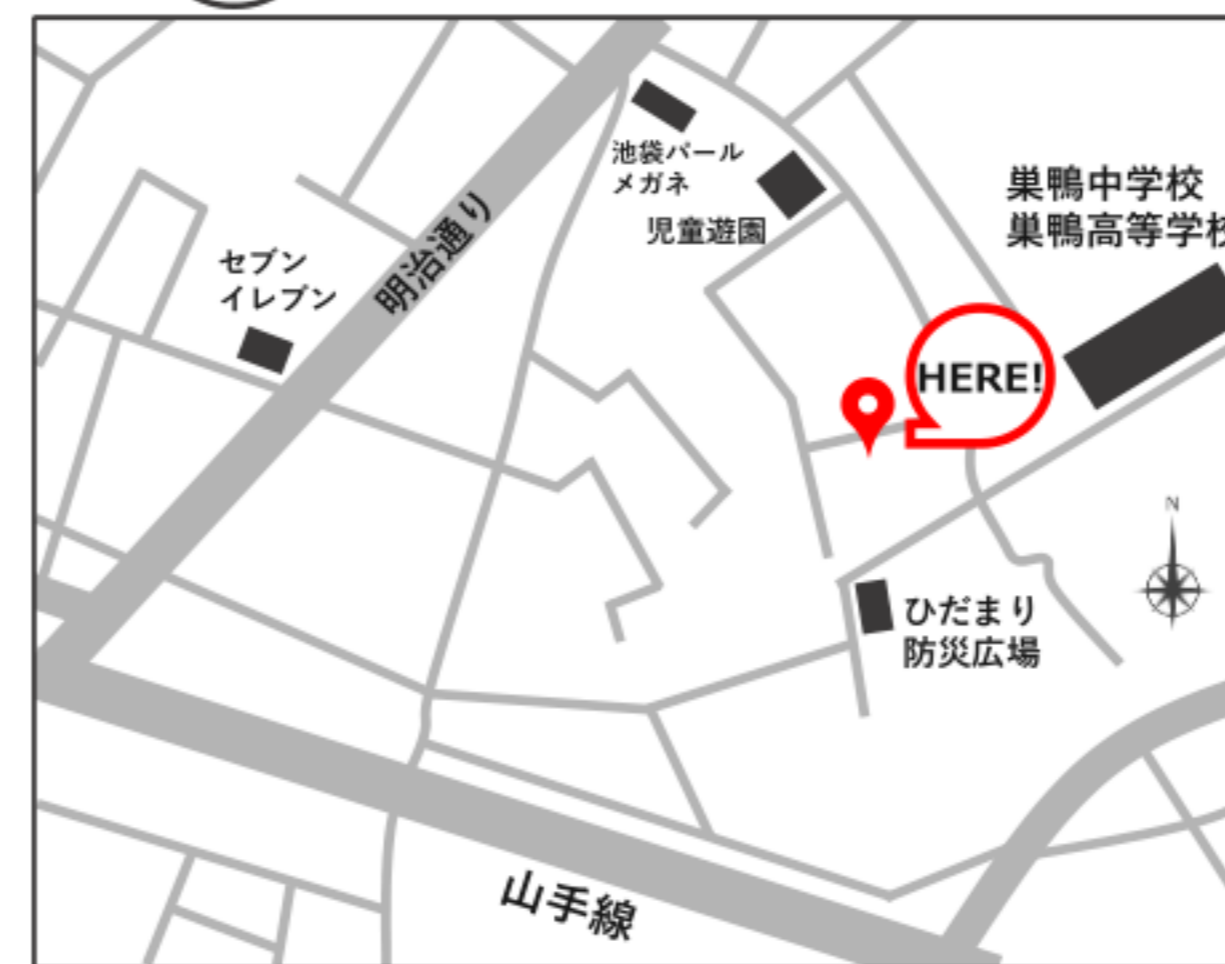 池袋パール
メガネ
児童遊園
巣鴨中学校
巣鴨高等学校
明治通り
セブン
イレブン
HERE!
N
ひだまり
防災広場
山手線